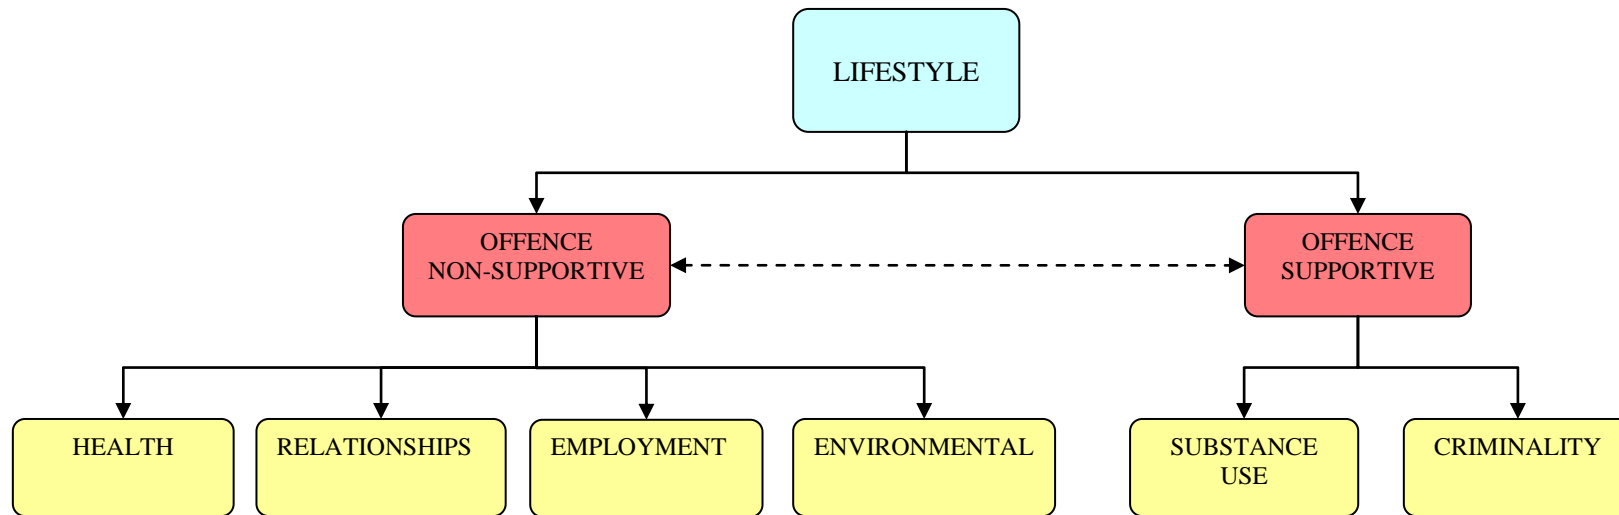 LIFESTYLE
OFFENCE
NON-SUPPORTIVE
OFFENCE
SUPPORTIVE
HEALTH
RELATIONSHIPS
EMPLOYMENT
ENVIRONMENTAL
SUBSTANCE
USE
CRIMINALITY